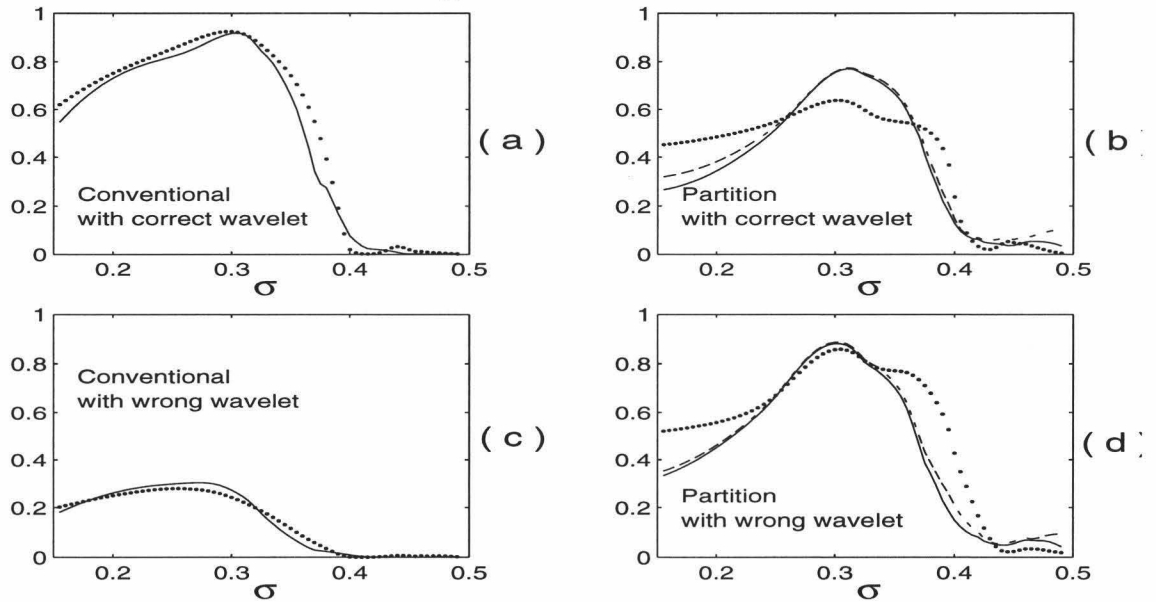 1
0.8
0.6
0.4
0.2
0
Conventional
with correct wavelet
0.2 0.3 0.4 0.5
σ
( a )
1
0.8
0.6
0.4
0.2
0
Partition
with correct wavelet
0.2 0.3 0.4 0.5
σ
( b )
1
0.8
0.6
0.4
0.2
0
Conventional
with wrong wavelet
0.2 0.3 0.4 0.5
σ
( c )
1
0.8
0.6
0.4
0.2
0
Partition
with wrong wavelet
0.2 0.3 0.4 0.5
σ
( d )